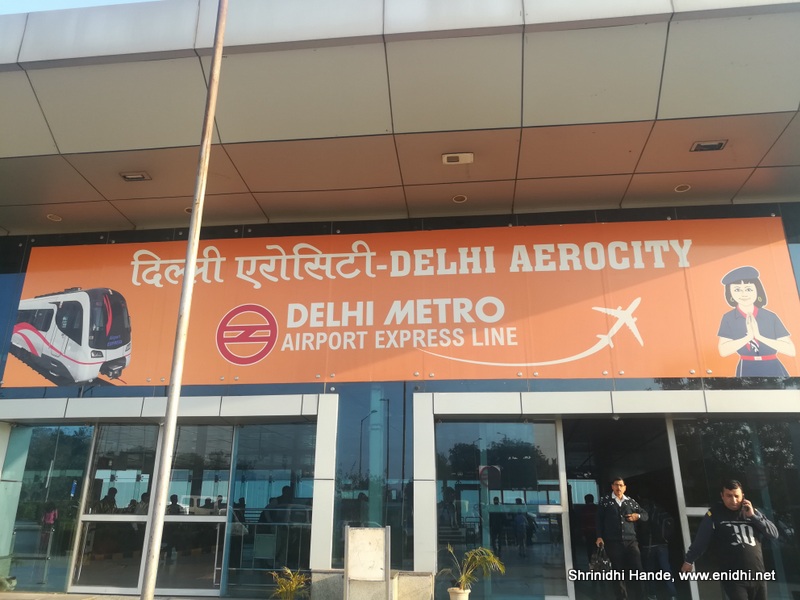 दिल्ली एरोसिटी-DELHI AEROCITY
DELHI METRO
AIRPORT EXPRESS LINE
Shrinidhi Hande, www.enidhi.net